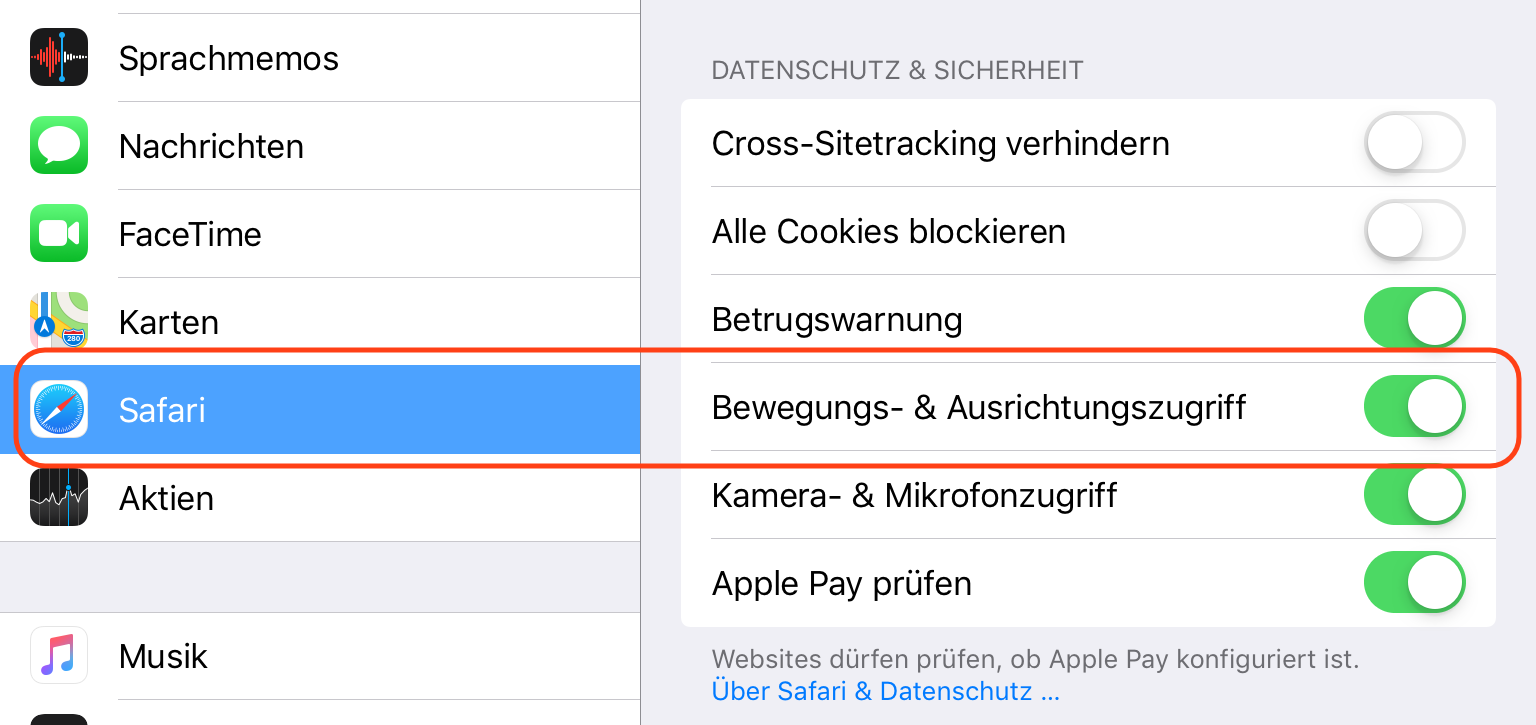 Sprachmemos
Nachrichten
FaceTime
Karten
280
Safari
Aktien
Musik
DATENSCHUTZ & SICHERHEIT
Cross-Sitetracking verhindern
Alle Cookies blockieren
Betrugswarnung
Bewegungs- & Ausrichtungszugriff
Kamera- & Mikrofonzugriff
Apple Pay prüfen
Websites dürfen prüfen, ob Apple Pay konfiguriert ist.
Über Safari & Datenschutz ...